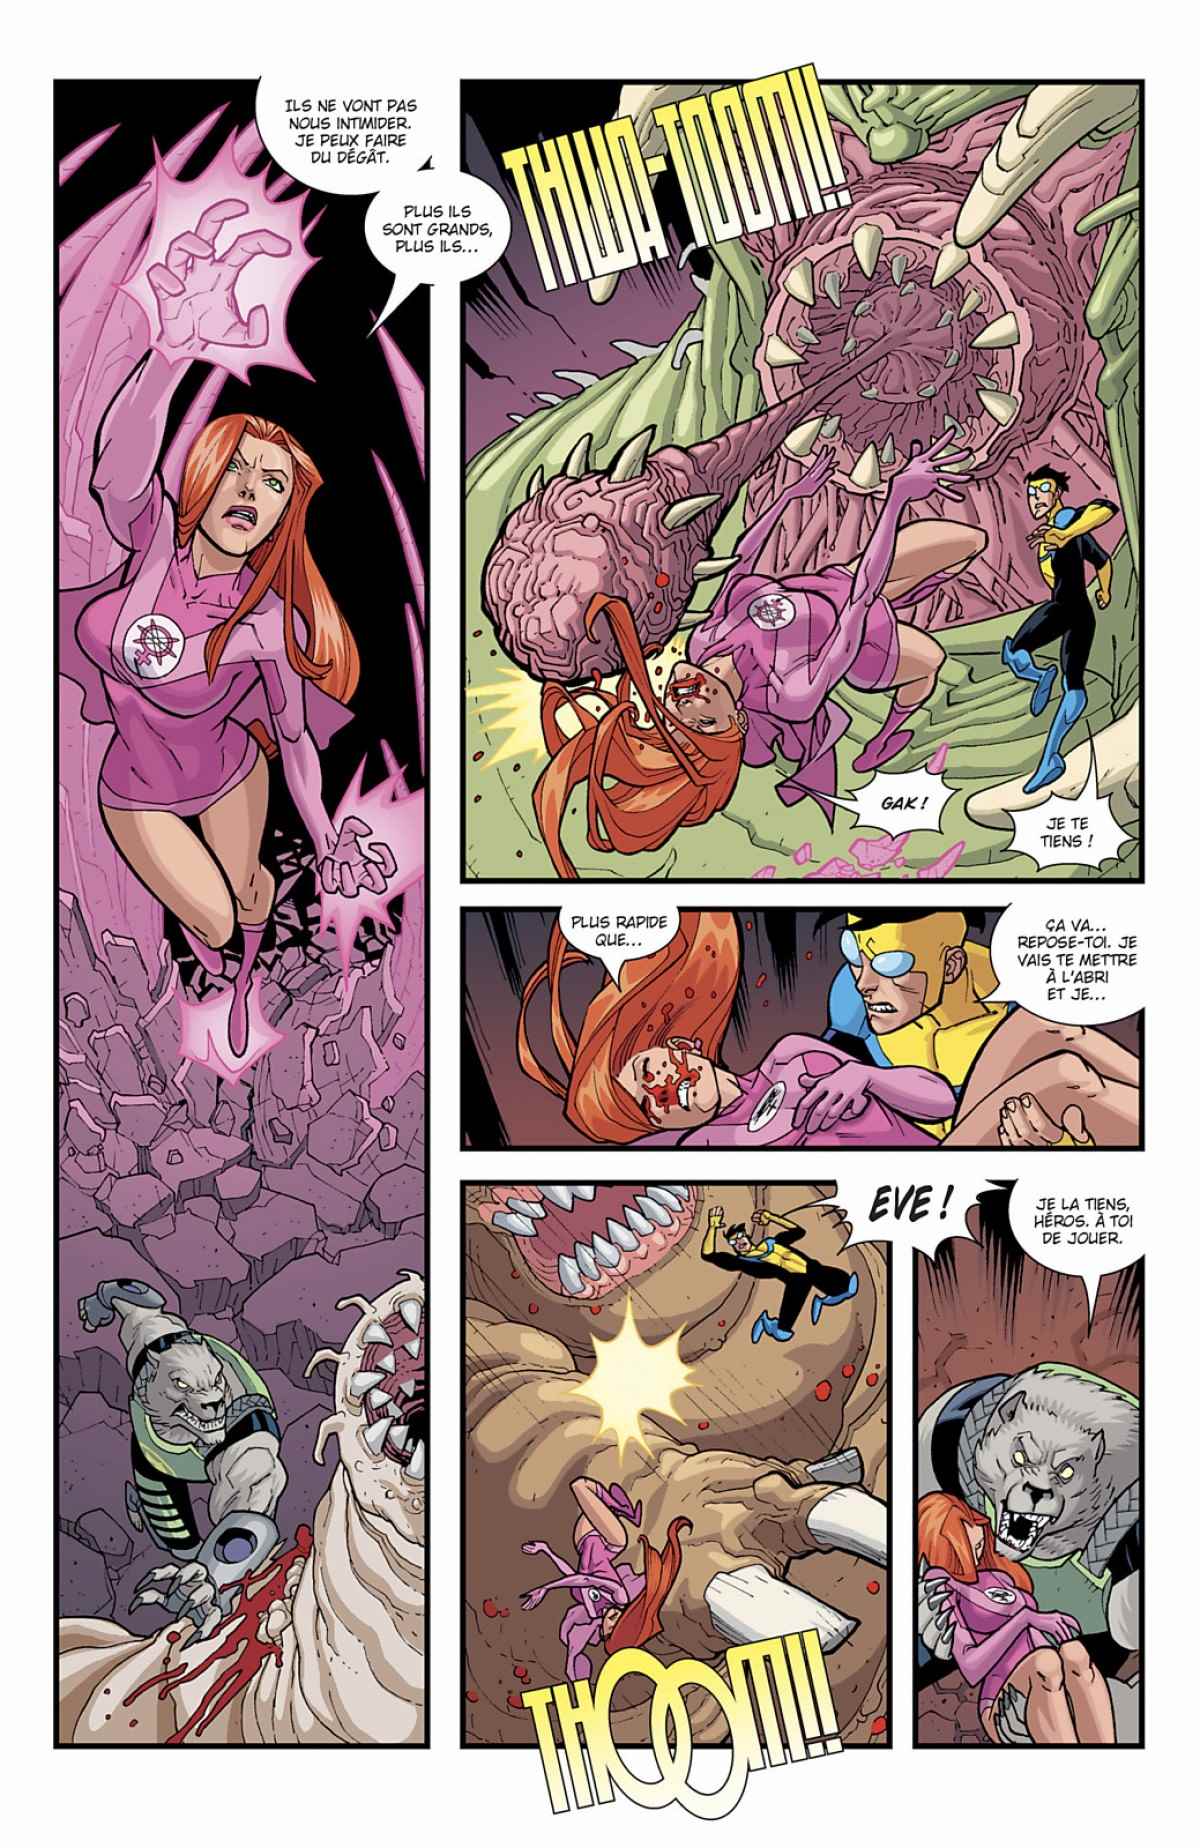 ILS NE VONT PAS
NOUS INTIMIDER.
JE PEUX FAIRE
DU DÉGÂT.
PLUS ILS
SONT GRANDS,
PLUS ILS...
THWA-TOOM!!
GAK !
JE TE
TIENS !
PLUS RAPIDE
QUE...
ÇA VA...
REPOSE-TOI. JE
VAIS TE METTRE
À L'ABRI
ET JE...
EVE !
THOOM!!
JE LA TIENS,
HÉROS. À TOI
DE JOUER.